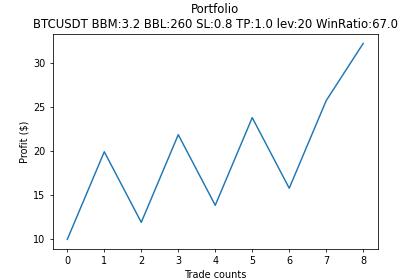 Portfolio
BTCUSDT BBM:3.2 BBL:260 SL:0.8 TP:1.0 lev:20 WinRatio:67.0
30
25
20
15
10
Profit ($)
0 1 2 3 4 5 6 7 8
Trade counts